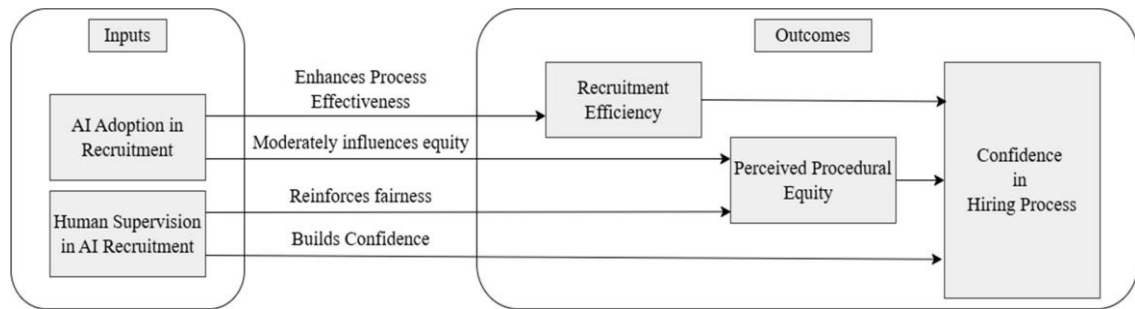 Inputs
Outcomes
Enhances Process
Effectiveness
Recruitment
Efficiency
AI Adoption in
Recruitment
Moderately influences equity
Perceived Procedural
Equity
Confidence
in
Hiring Process
Reinforces fairness
Human Supervision
in AI Recruitment
Builds Confidence